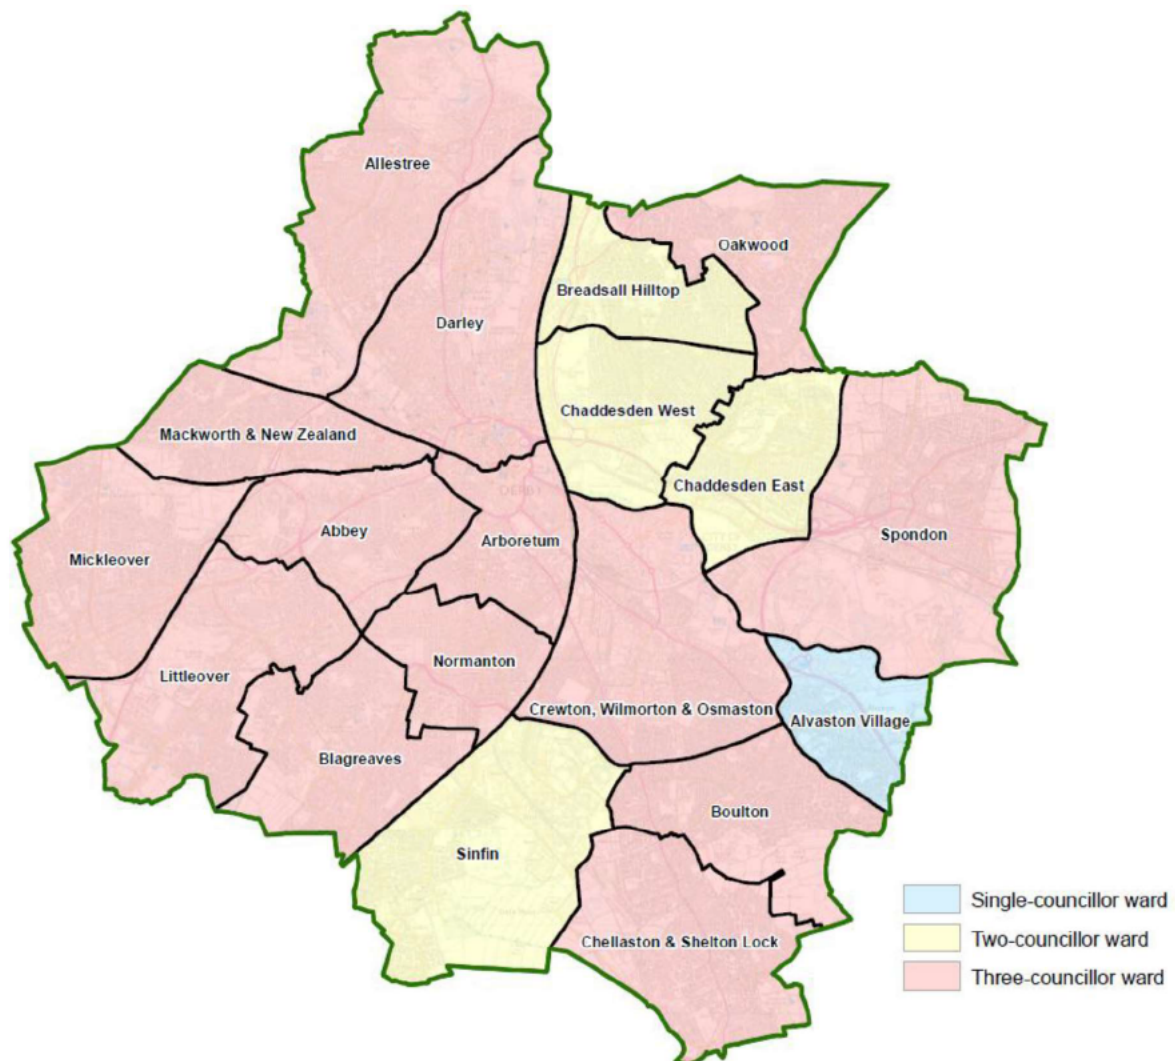 Allestree
Oakwood
Breadsall Hilltop
Darley
Chaddesden West
Mackworth & New Zealand
Chaddesden East
DERBY
Abbey
Arboretum
Spondon
Mickleover
Normanton
Littleover
Crewton, Wilmorton & Osmaston
Alvaston Village
Blagreaves
Boulton
Sinfin
Chellaston & Shelton Lock
Single-councillor ward
Two-councillor ward
Three-councillor ward